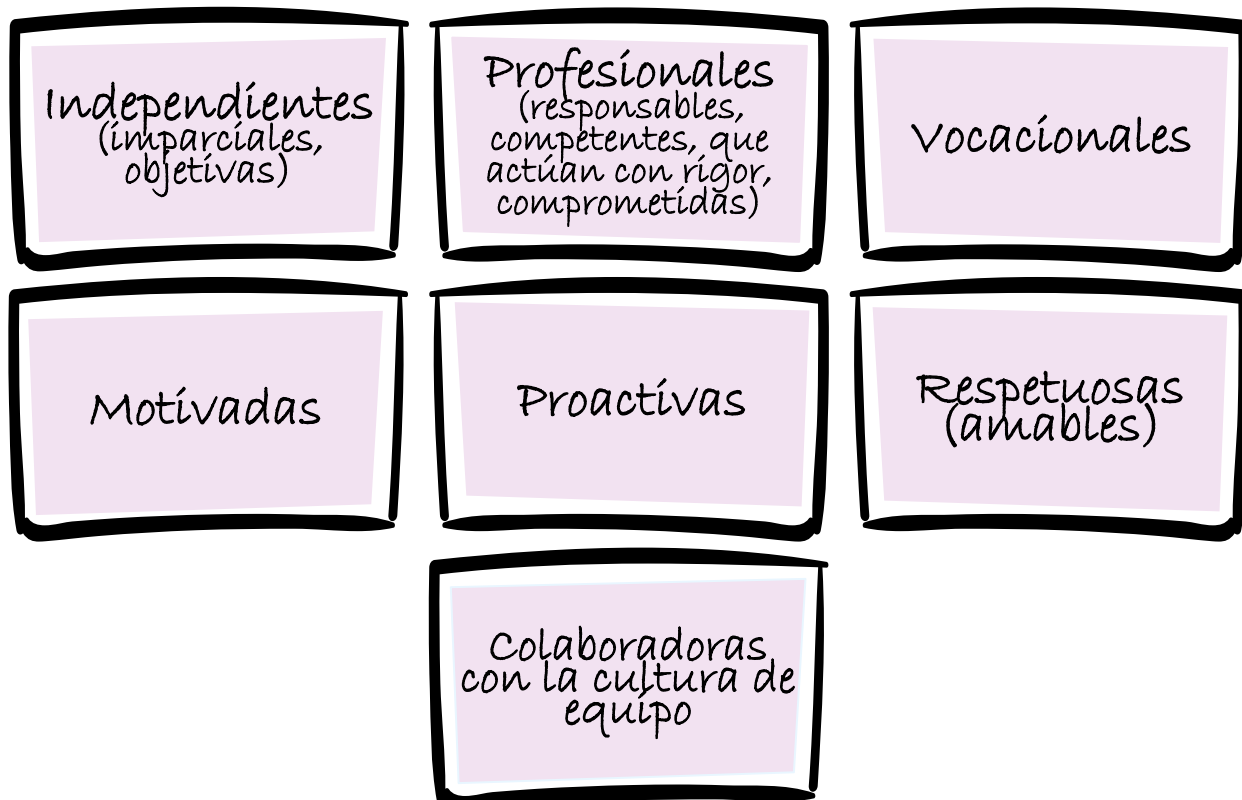 Independientes
(imparciales,
objetivas)
Profesionales
(responsables,
competentes, que
actúan con rigor,
comprometidas)
Vocacionales
Motivadas
Proactivas
Respetuosas
(amables)
Colaboradoras
con la cultura de
equipo